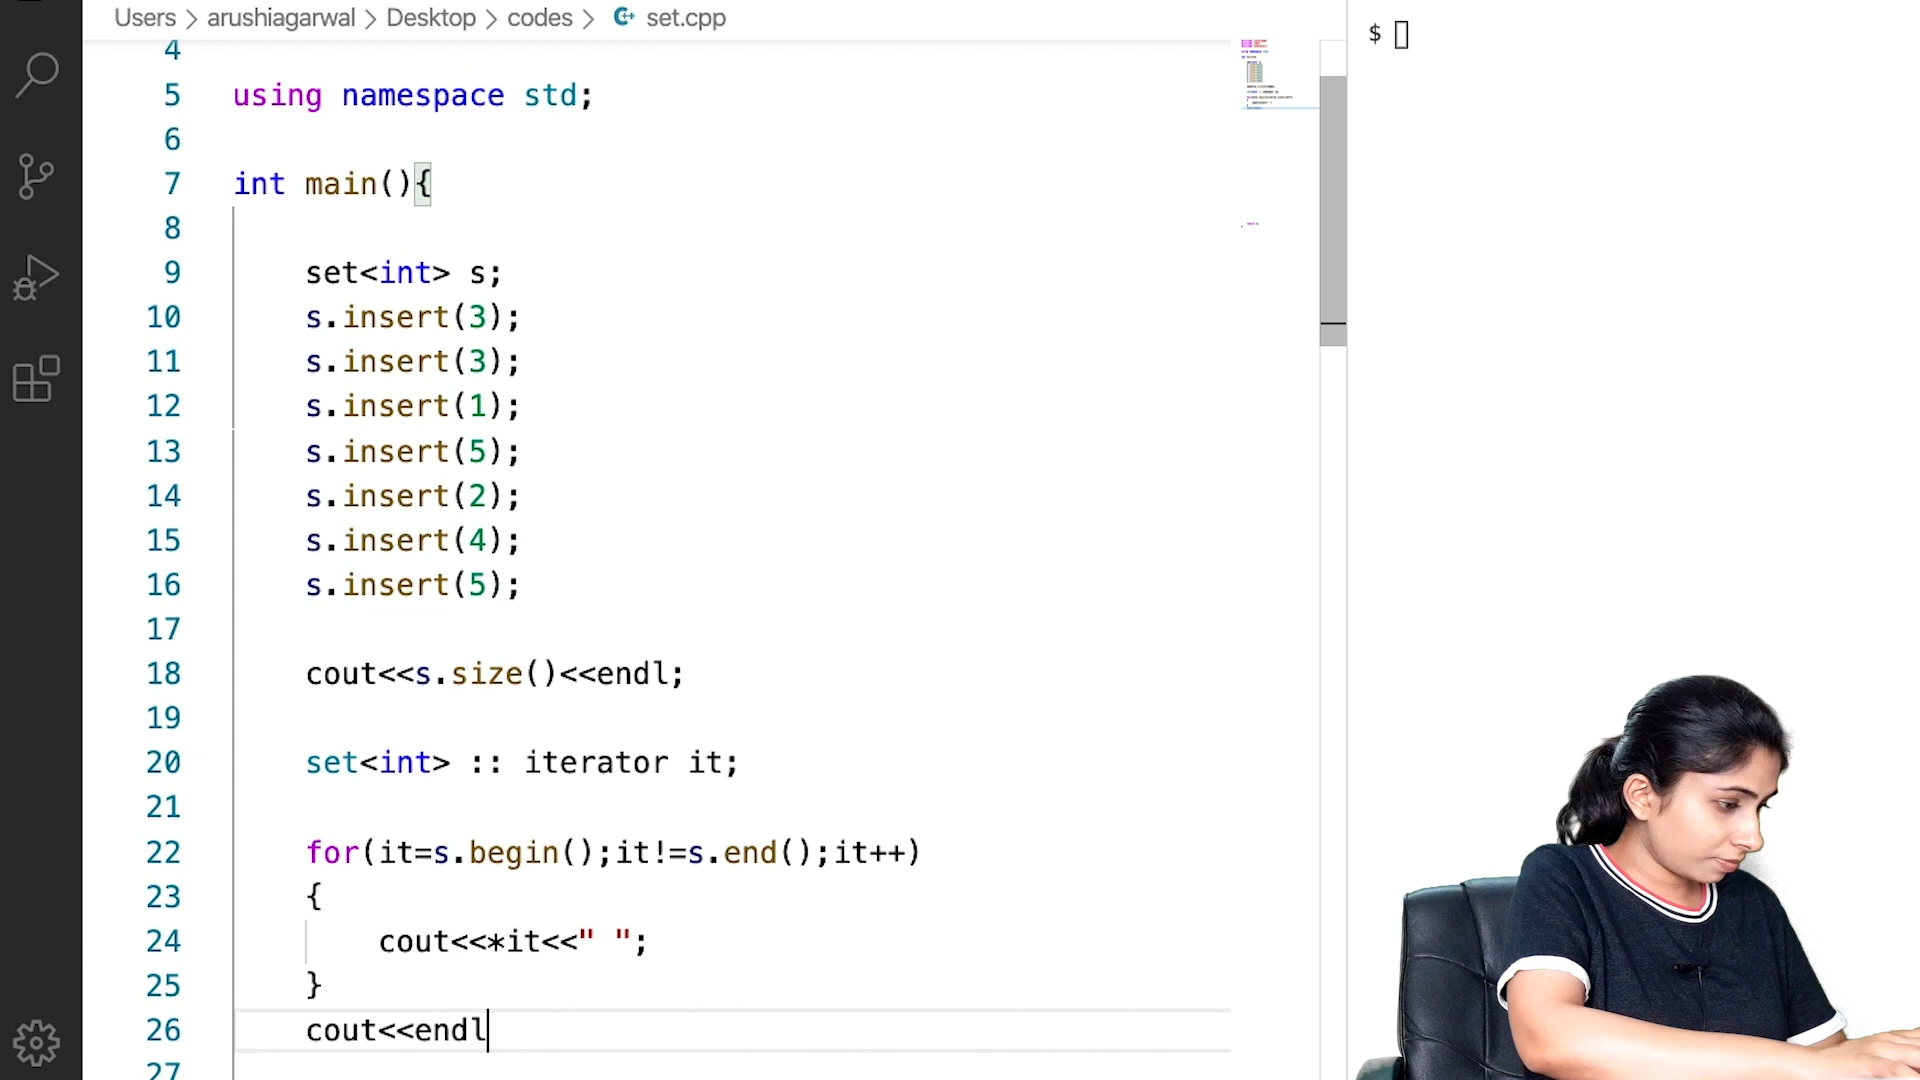 Users > arushiagarwal > Desktop > codes > set.cpp
$
4
5 using namespace std;
6
7 int main(){
8
9 set<int> s;
10 s.insert(3);
11 s.insert(3);
12 s.insert(1);
13 s.insert(5);
14 s.insert(2);
15 s.insert(4);
16 s.insert(5);
17
18 cout<<s.size()<<endl;
19
20 set<int> :: iterator it;
21
22 for(it=s.begin();it!=s.end();it++)
23 {
24 cout<<*it<<" ";
25 }
26 cout<<endl
27